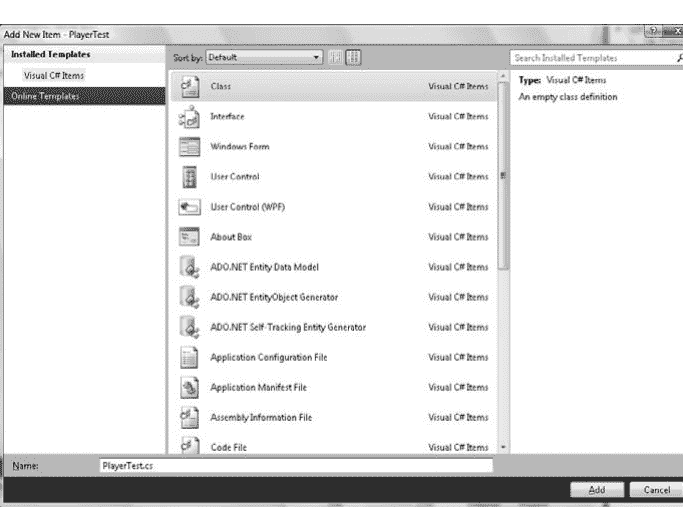 Add New Item - PlayerTest
Installed Templates
Visual C# Items
Online Templates
Sort by: Default
Search Installed Templates
Class Visual C# Items
Interface Visual C# Items
Windows Form Visual C# Items
User Control Visual C# Items
User Control (WPF) Visual C# Items
About Box Visual C# Items
ADO.NET Entity Data Model Visual C# Items
ADO.NET EntityObject Generator Visual C# Items
ADO.NET Self-Tracking Entity Generator Visual C# Items
Application Configuration File Visual C# Items
Application Manifest File Visual C# Items
Assembly Information File Visual C# Items
Code File Visual C# Items
Type: Visual C# Items
An empty class definition
Name: PlayerTest.cs
Add Cancel